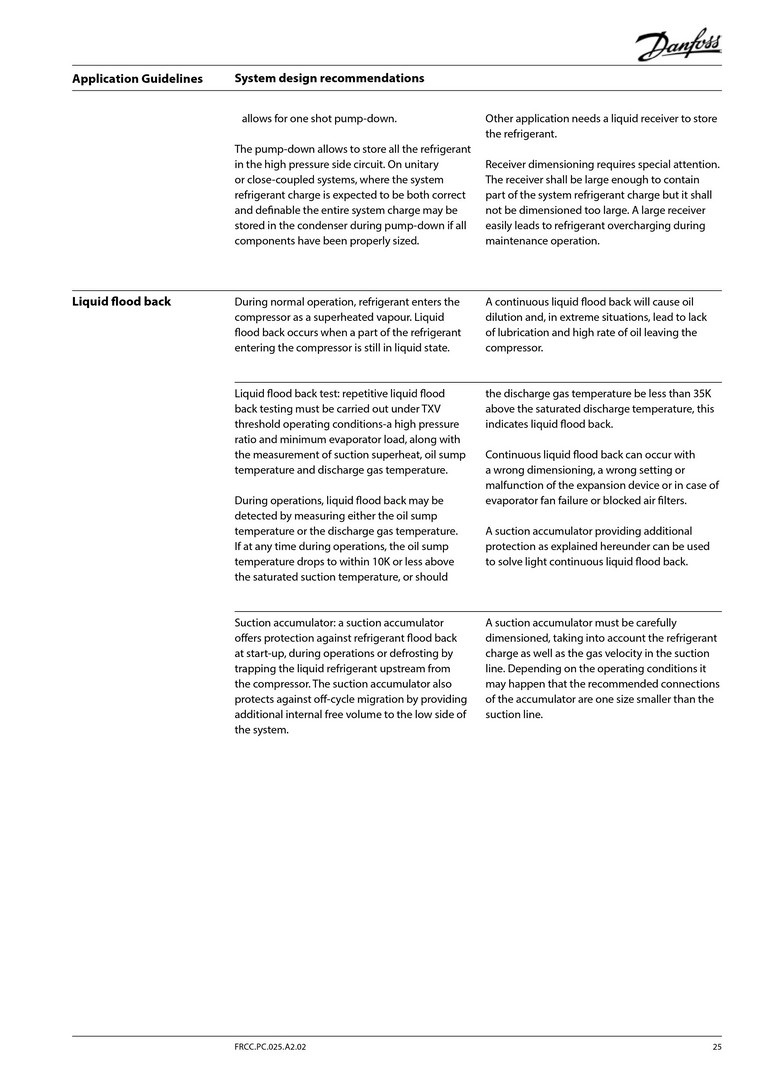 Danfoss
Application Guidelines
System design recommendations
allows for one shot pump-down.
The pump-down allows to store all the refrigerant
in the high pressure side circuit. On unitary
or close-coupled systems, where the system
refrigerant charge is expected to be both correct
and definable the entire system charge may be
stored in the condenser during pump-down if all
components have been properly sized.
Other application needs a liquid receiver to store
the refrigerant.
Receiver dimensioning requires special attention.
The receiver shall be large enough to contain
part of the system refrigerant charge but it shall
not be dimensioned too large. A large receiver
easily leads to refrigerant overcharging during
maintenance operation.
Liquid flood back
During normal operation, refrigerant enters the
compressor as a superheated vapour. Liquid
flood back occurs when a part of the refrigerant
entering the compressor is still in liquid state.
A continuous liquid flood back will cause oil
dilution and, in extreme situations, lead to lack
of lubrication and high rate of oil leaving the
compressor.
Liquid flood back test: repetitive liquid flood
back testing must be carried out under TXV
threshold operating conditions-a high pressure
ratio and minimum evaporator load, along with
the measurement of suction superheat, oil sump
temperature and discharge gas temperature.
During operations, liquid flood back may be
detected by measuring either the oil sump
temperature or the discharge gas temperature.
If at any time during operations, the oil sump
temperature drops to within 10K or less above
the saturated suction temperature, or should
the discharge gas temperature be less than 35K
above the saturated discharge temperature, this
indicates liquid flood back.
Continuous liquid flood back can occur with
a wrong dimensioning, a wrong setting or
malfunction of the expansion device or in case of
evaporator fan failure or blocked air filters.
A suction accumulator providing additional
protection as explained hereunder can be used
to solve light continuous liquid flood back.
Suction accumulator: a suction accumulator
offers protection against refrigerant flood back
at start-up, during operations or defrosting by
trapping the liquid refrigerant upstream from
the compressor. The suction accumulator also
protects against off-cycle migration by providing
additional internal free volume to the low side of
the system.
A suction accumulator must be carefully
dimensioned, taking into account the refrigerant
charge as well as the gas velocity in the suction
line. Depending on the operating conditions it
may happen that the recommended connections
of the accumulator are one size smaller than the
suction line.
FRCC.PC.025.A2.02
25